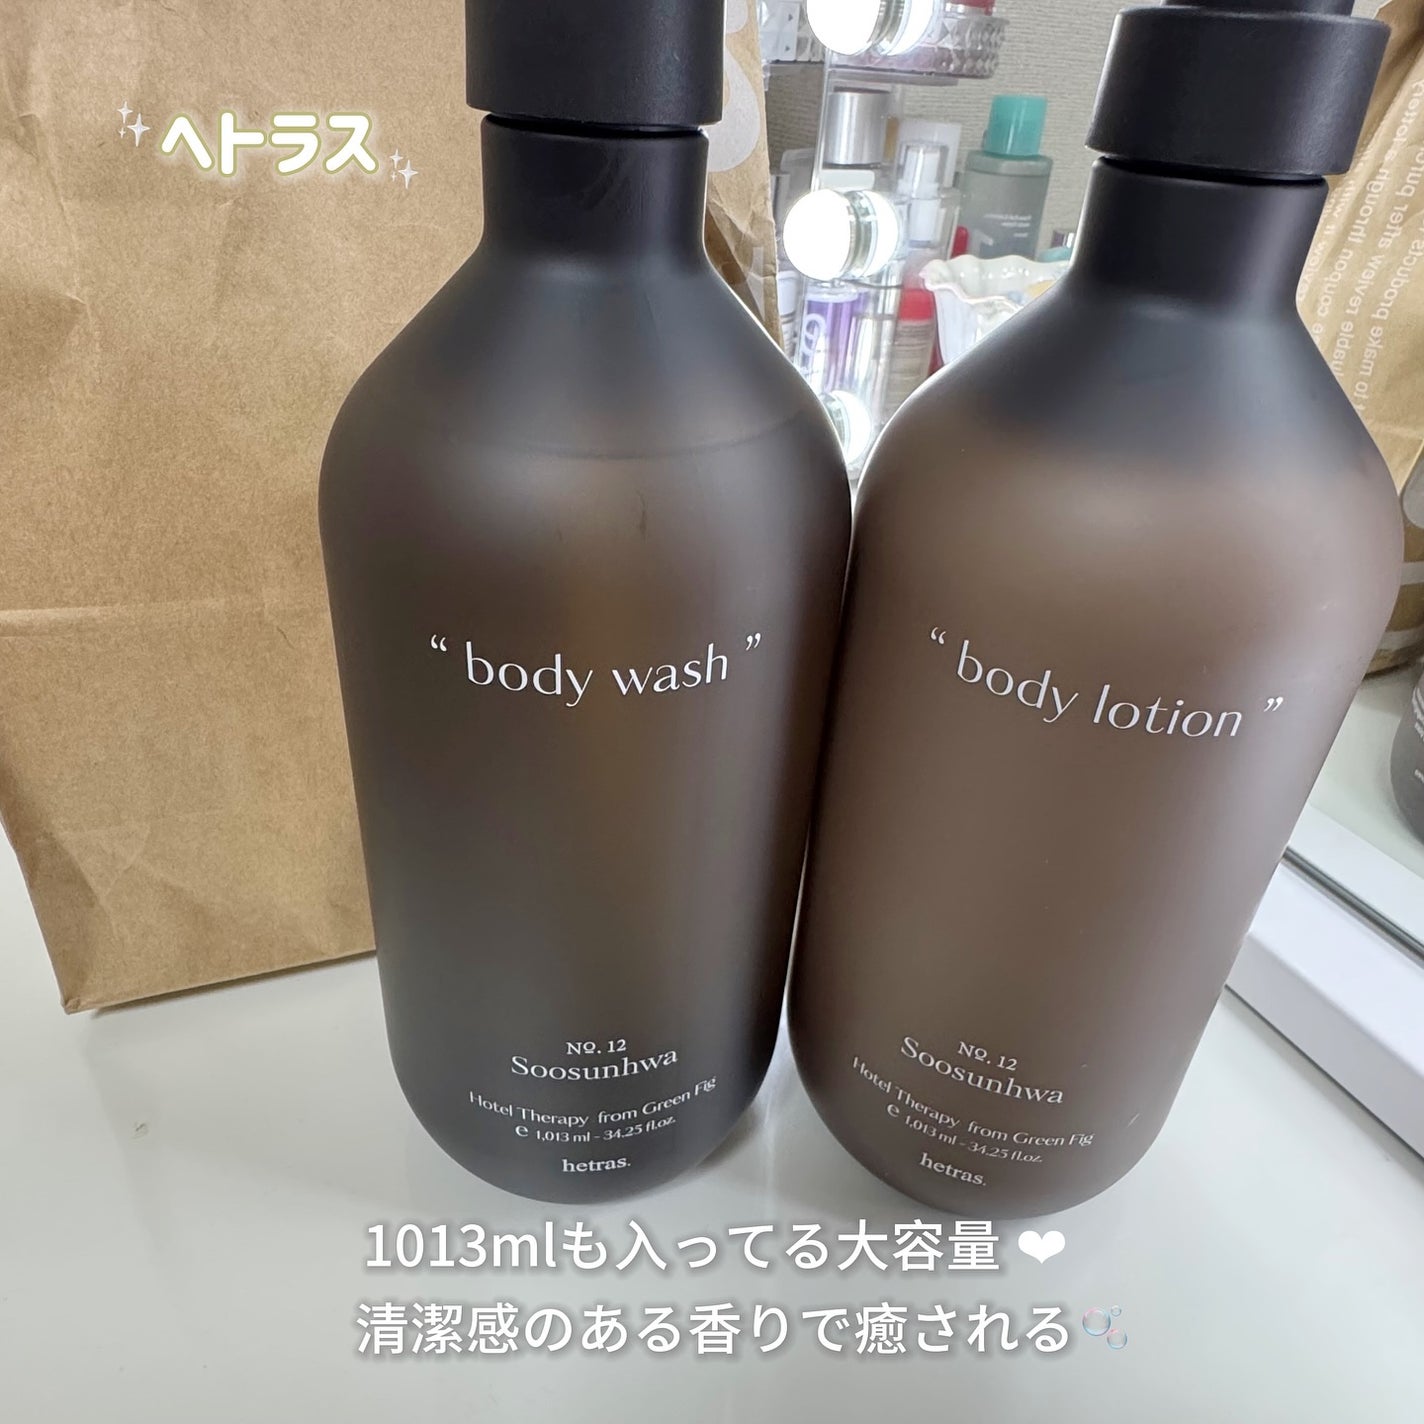 ヘトラス
“ body wash ”
No. 12
Soosunhwa
Hotel Therapy from Green Fig
e 1,013 ml - 34.25 fl.oz.
hetras.
“ body lotion ”
No. 12
Soosunhwa
Hotel Therapy from Green Fig
e 1,013 ml - 34.25 fl.oz.
hetras.
1013mlも入ってる大容量 ❤
清潔感のある香りで癒される🫧